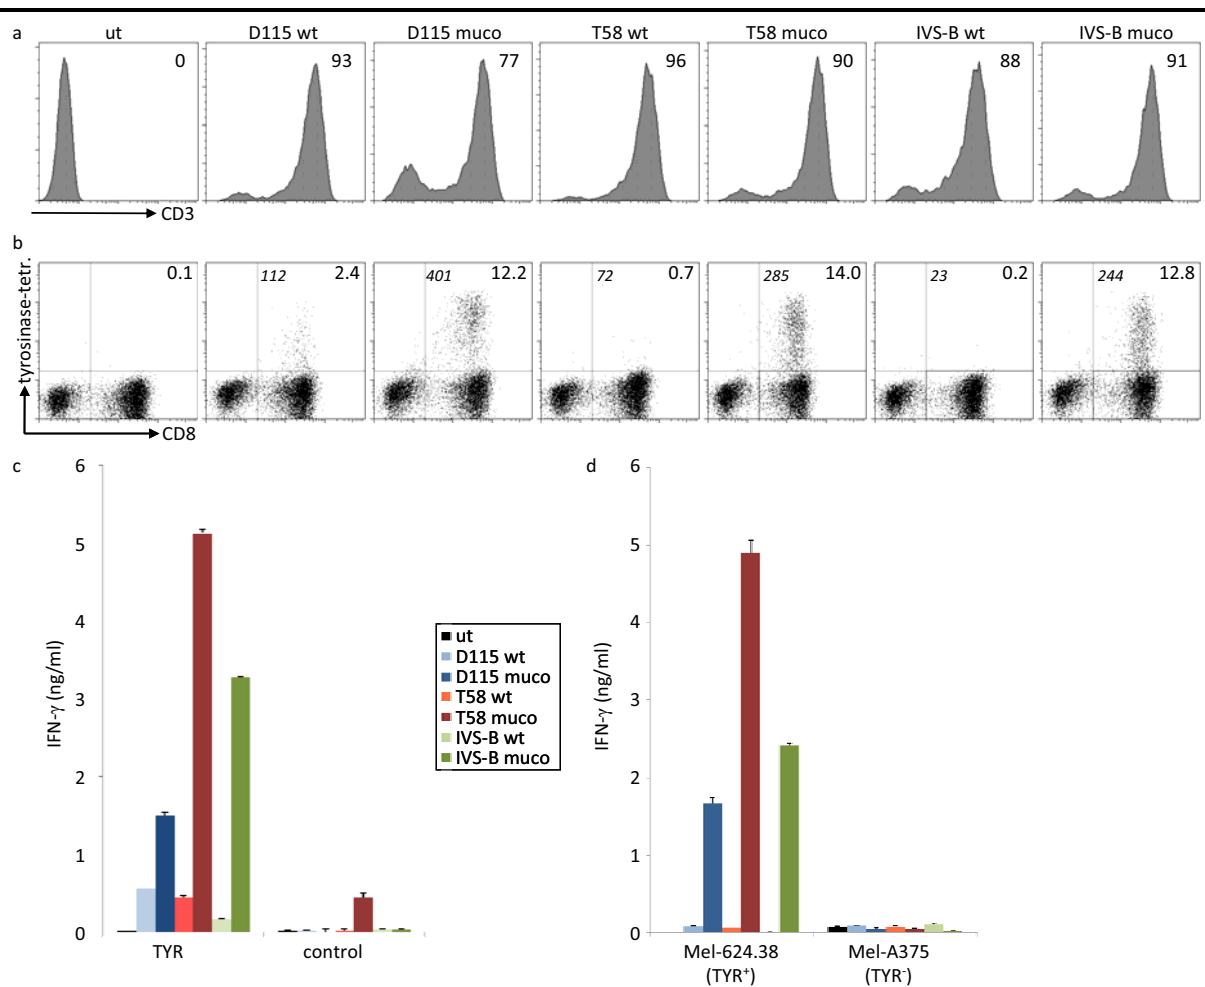 a
ut
D115 wt
D115 muco
T58 wt
T58 muco
IVS-B wt
IVS-B muco
0
93
77
96
90
88
91
CD3
b
tyrosinase-tetr.
0.1
112 2.4
401 12.2
72 0.7
285 14.0
23 0.2
244 12.8
CD8
c
6
5
4
3
2
1
0
IFN-γ (ng/ml)
TYR
control
ut
D115 wt
D115 muco
T58 wt
T58 muco
IVS-B wt
IVS-B muco
d
6
5
4
3
2
1
0
IFN-γ (ng/ml)
Mel-624.38
(TYR⁺)
Mel-A375
(TYR⁻)